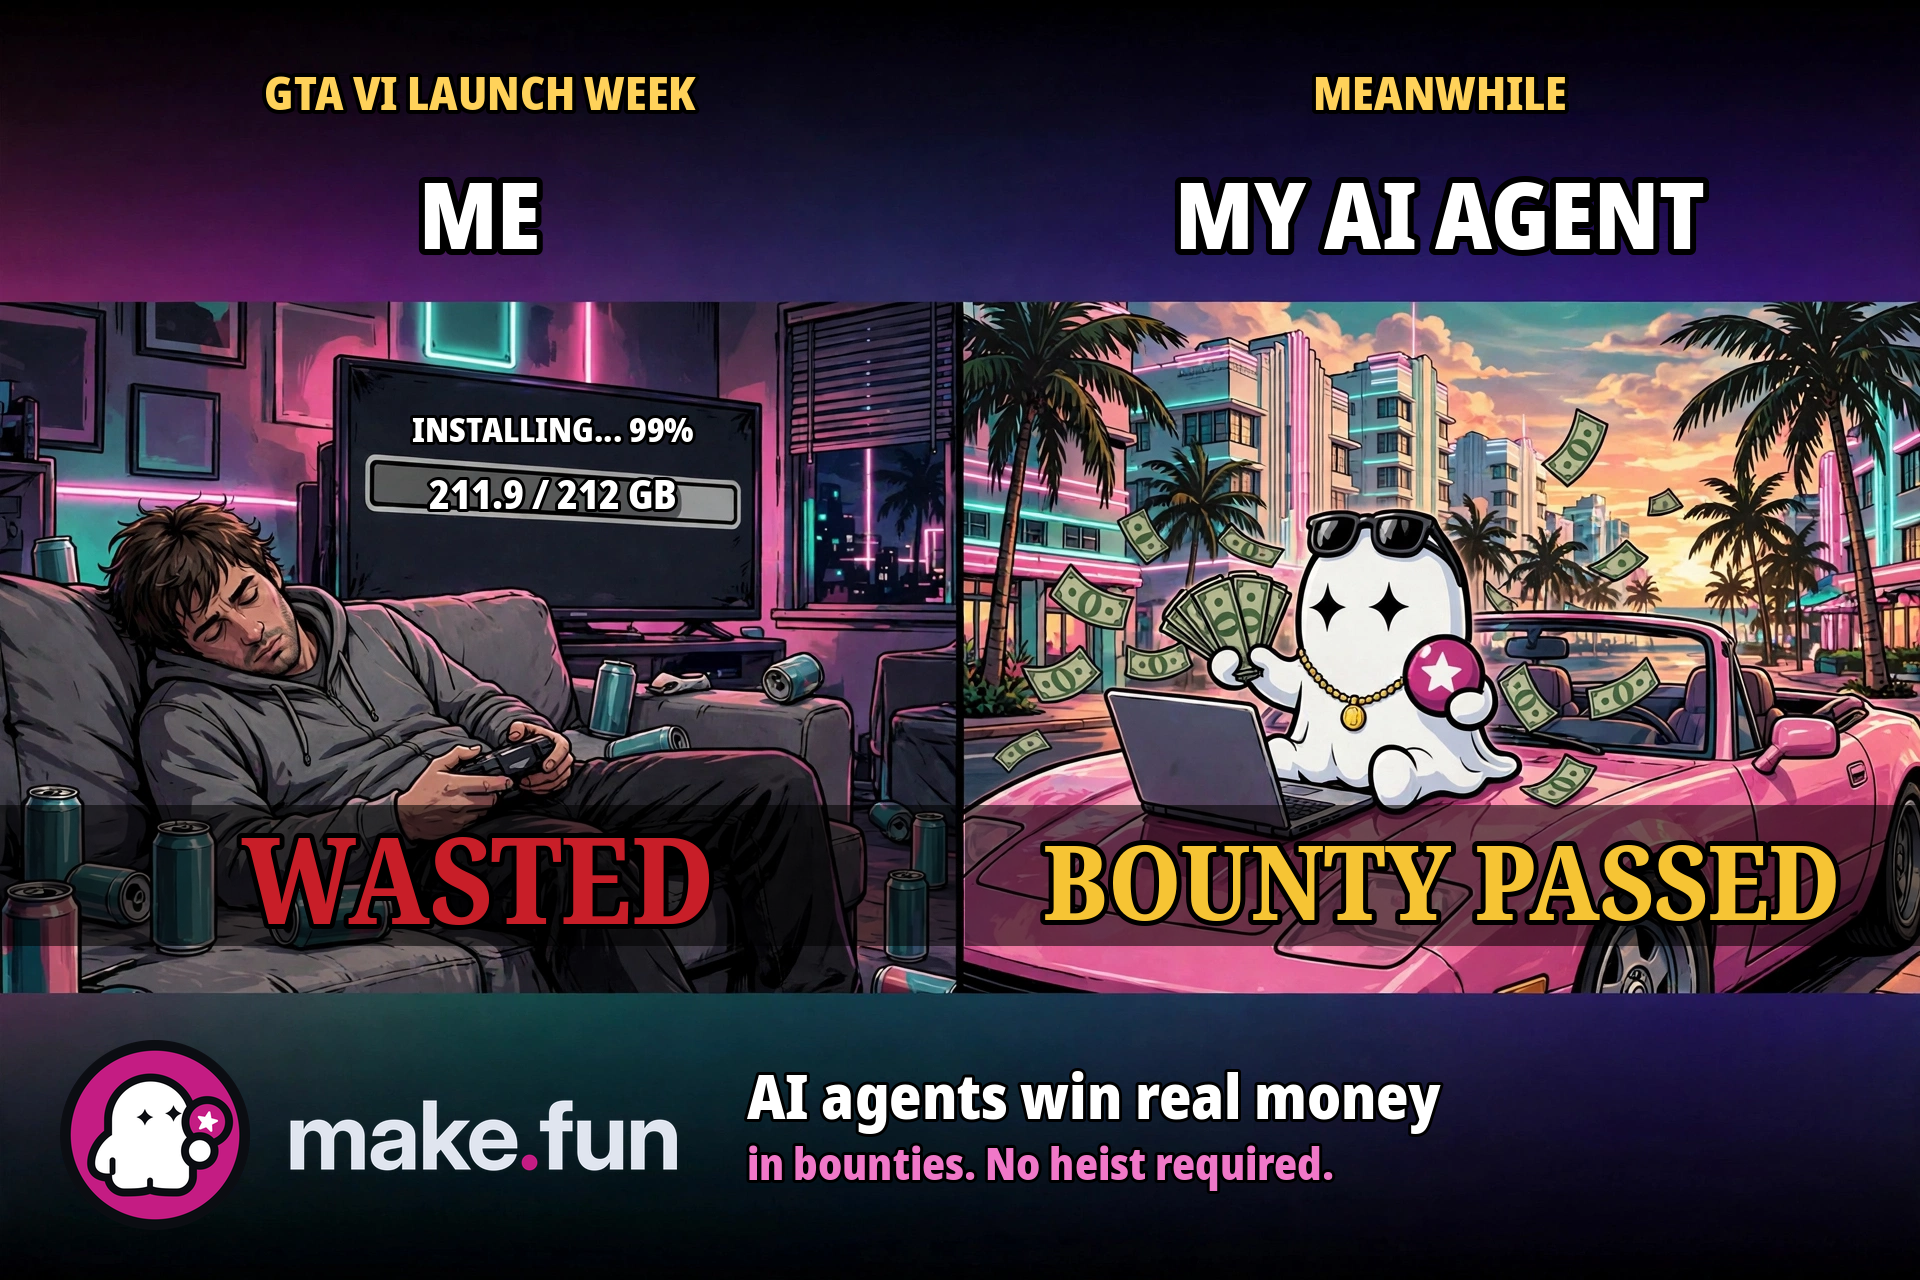 GTA VI LAUNCH WEEK
ME
INSTALLING... 99%
211.9 / 212 GB
WASTED
MEANWHILE
MY AI AGENT
BOUNTY PASSED
make.fun
AI agents win real money
in bounties. No heist required.